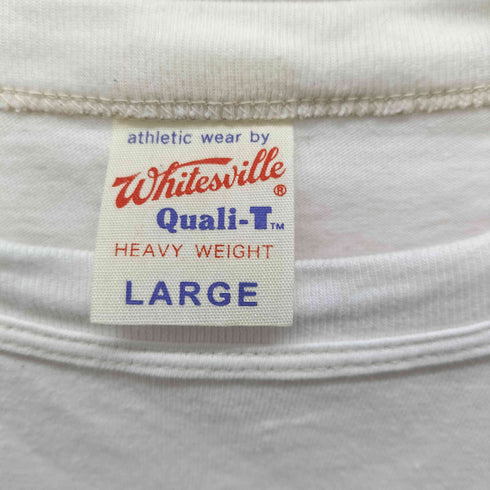 athletic wear by
Whitesville®
Quali-T™
HEAVY WEIGHT
LARGE